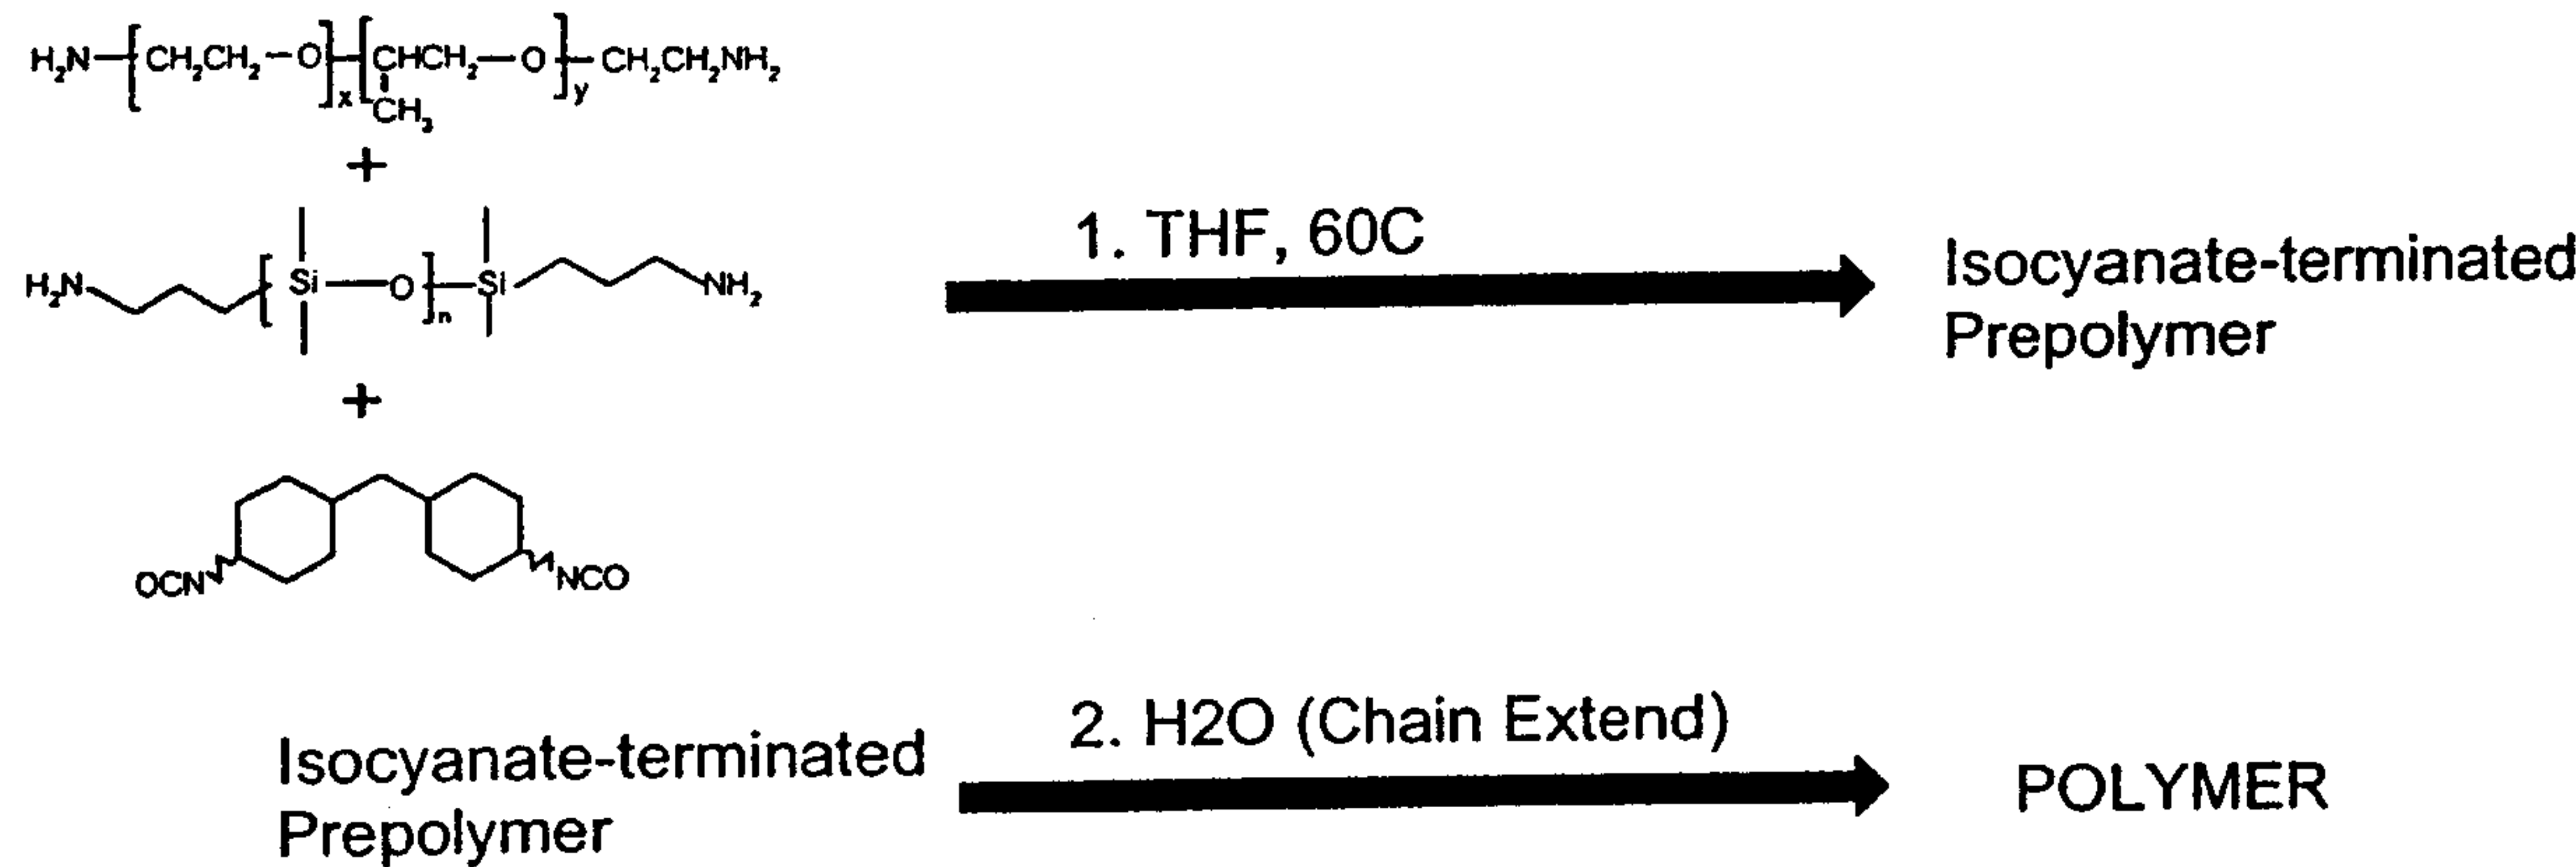 H₂N—[CH₂CH₂—O]x[CHCH₂—O]y—CH₂CH₂NH₂
CH₃
+
1. THF, 60C
Isocyanate-terminated
Prepolymer
H₂N [Si—O]n—Si NH₂
+
OCN NCO
2. H2O (Chain Extend)
Isocyanate-terminated
Prepolymer
POLYMER